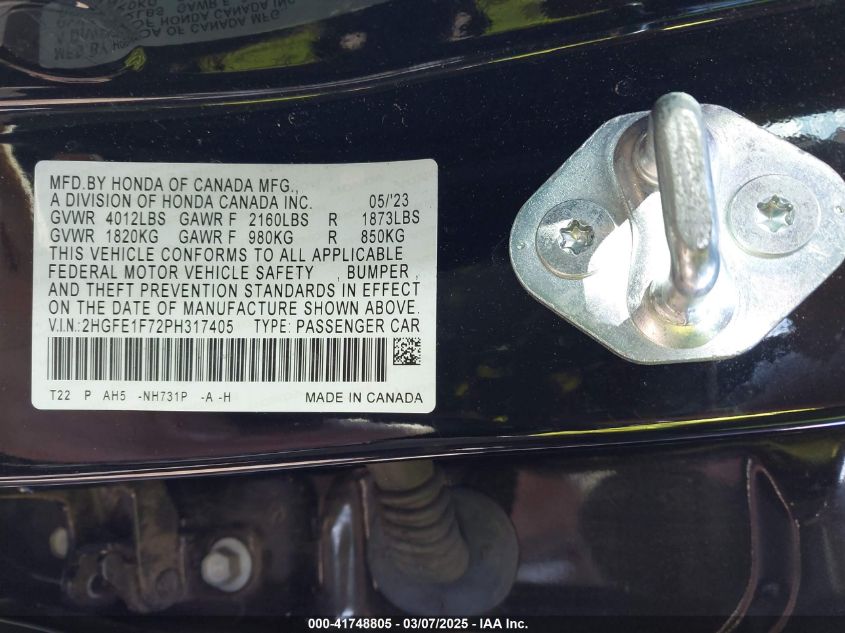 MFD.BY HONDA OF CANADA MFG.,
A DIVISION OF HONDA CANADA INC. 05/'23
GVWR 4012LBS GAWR F 2160LBS R 1873LBS
GVWR 1820KG GAWR F 980KG R 850KG
THIS VEHICLE CONFORMS TO ALL APPLICABLE
FEDERAL MOTOR VEHICLE SAFETY , BUMPER ,
AND THEFT PREVENTION STANDARDS IN EFFECT
ON THE DATE OF MANUFACTURE SHOWN ABOVE.
V.I.N.:2HGFE1F72PH317405 TYPE: PASSENGER CAR
T22 P AH5 -NH731P -A -H MADE IN CANADA
000-41748805 / 03/07/2025 - IAA Inc.